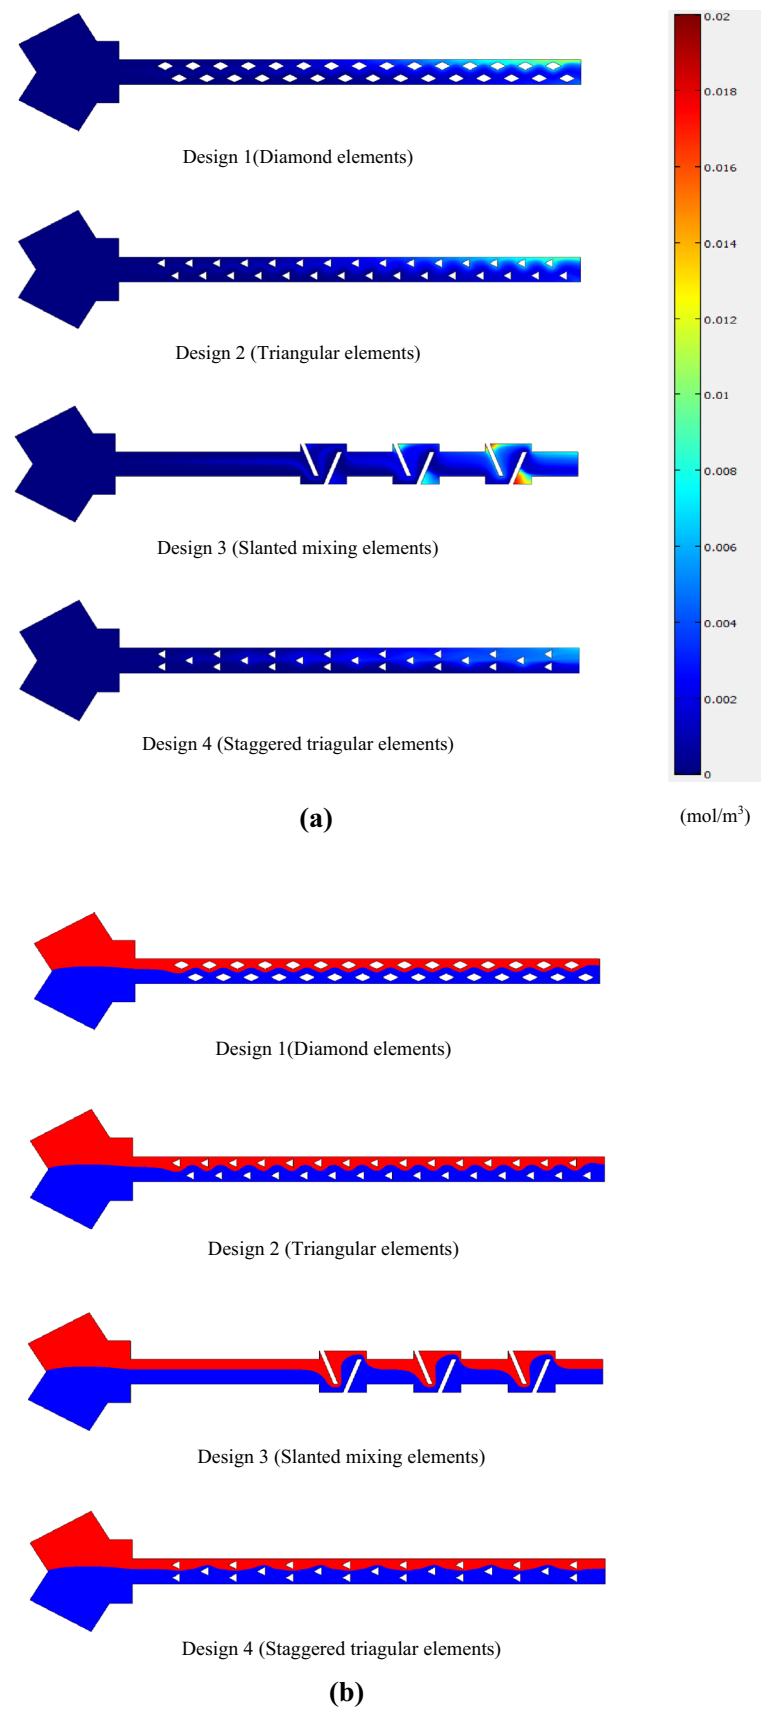 0.02
Design 1(Diamond elements)
0.018
0.016
0.014
Design 2 (Triangular elements)
0.012
0.01
0.008
Design 3 (Slanted mixing elements)
0.006
0.004
0.002
Design 4 (Staggered triagular elements)
0
(a)
(mol/m³)
Design 1(Diamond elements)
Design 2 (Triangular elements)
Design 3 (Slanted mixing elements)
Design 4 (Staggered triagular elements)
(b)